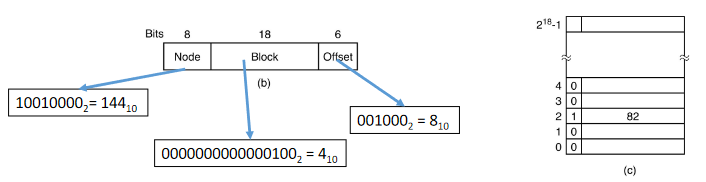 Bits 8 18 6
Node Block Offset
(b)
10010000₂= 144₁₀
001000₂ = 8₁₀
0000000000000100₂ = 4₁₀
2¹⁸-1
4 0
3 0
2 1 82
1 0
0 0
(c)